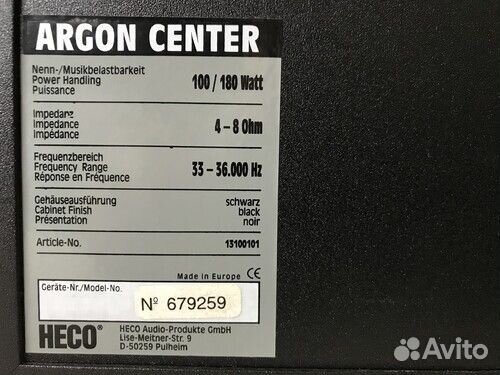 ARGON CENTER
Nenn-/Musikbelastbarkeit
Power Handling 100 / 180 Watt
Puissance
Impedanz
Impedance 4 – 8 Ohm
Impédance
Frequenzbereich
Frequency Range 33 – 36.000 Hz
Réponse en Fréquence
Gehäuseausführung schwarz
Cabinet Finish black
Présentation noir
Article-No. 13100101
Made in Europe CE
Geräte-Nr./Model-No.
Nº 679259
HECO® HECO Audio-Produkte GmbH
Lise-Meitner-Str. 9
D-50259 Pulheim
Avito